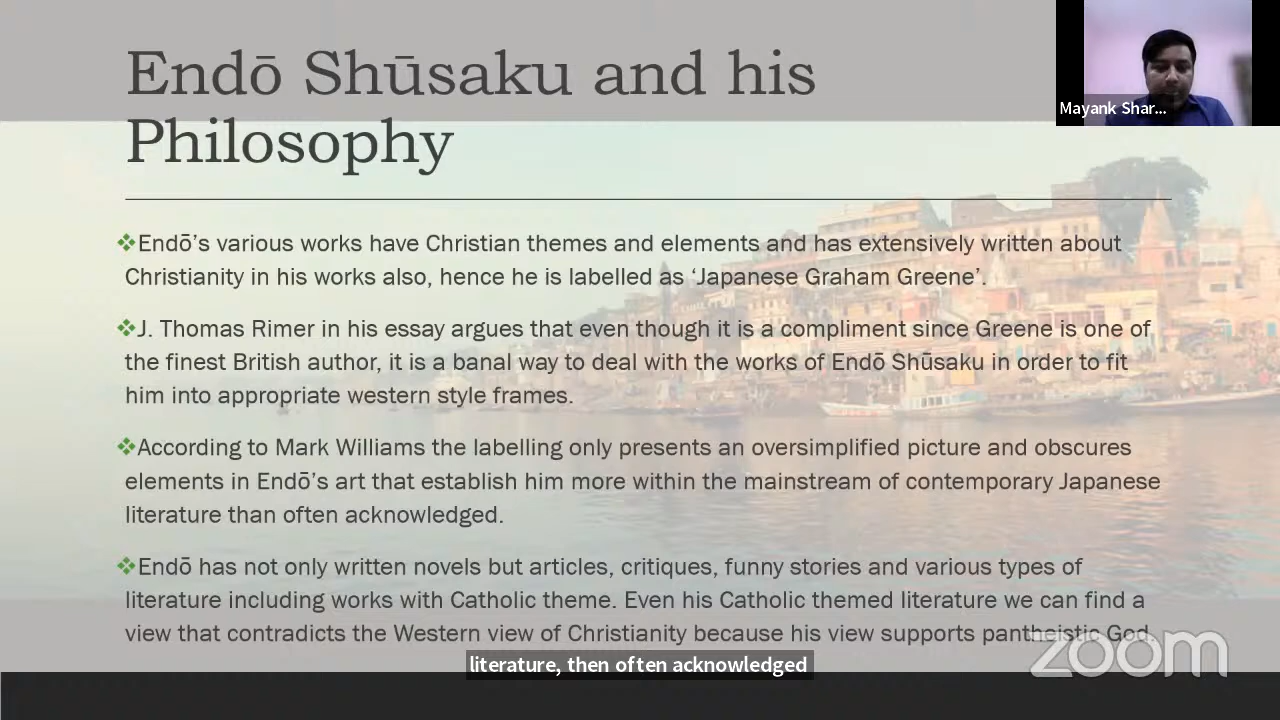 Endō Shūsaku and his
Philosophy
Mayank Shar...
Endō’s various works have Christian themes and elements and has extensively written about
Christianity in his works also, hence he is labelled as ‘Japanese Graham Greene’.
J. Thomas Rimer in his essay argues that even though it is a compliment since Greene is one of
the finest British author, it is a banal way to deal with the works of Endō Shūsaku in order to fit
him into appropriate western style frames.
According to Mark Williams the labelling only presents an oversimplified picture and obscures
elements in Endō’s art that establish him more within the mainstream of contemporary Japanese
literature than often acknowledged.
Endō has not only written novels but articles, critiques, funny stories and various types of
literature including works with Catholic theme. Even his Catholic themed literature we can find a
view that contradicts the Western view of Christianity because his view supports pantheistic God.
zoom
literature, then often acknowledged